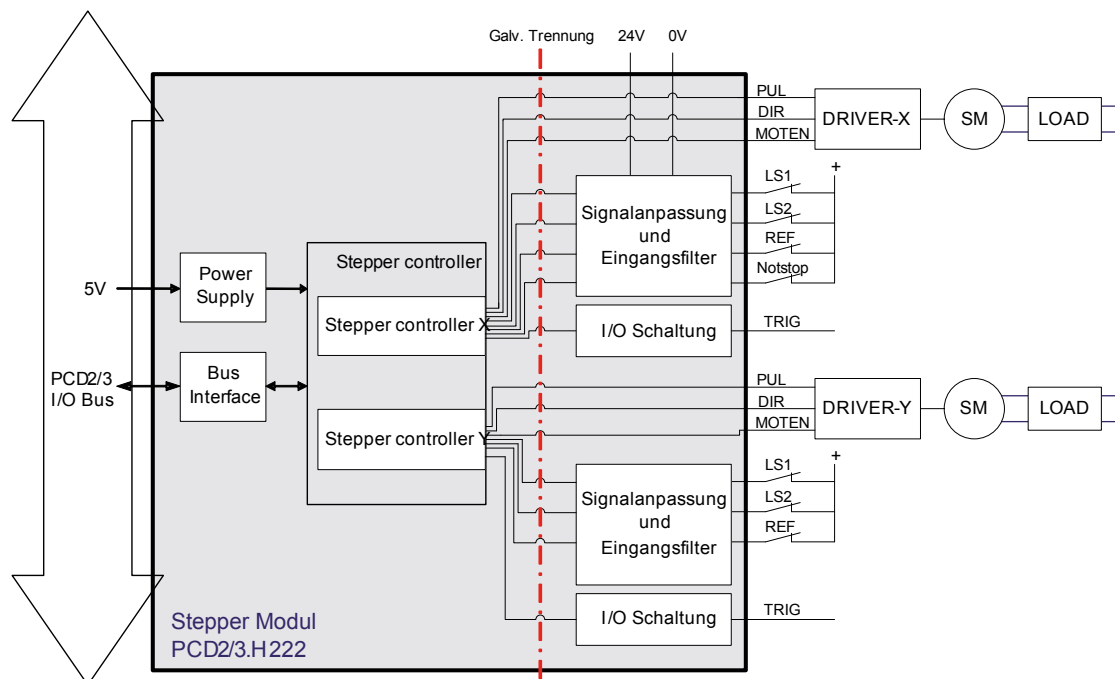 Galv. Trennung 24V 0V
PUL
DIR
MOTEN
DRIVER-X
SM
LOAD
+
LS1
LS2
REF
Notstop
Signalanpassung
und
Eingangsfilter
Stepper controller
Power
Supply
5V
Stepper controller X
I/O Schaltung
TRIG
PCD2/3
I/O Bus
Bus
Interface
Stepper controller Y
PUL
DIR
MOTEN
DRIVER-Y
SM
LOAD
+
LS1
LS2
REF
Signalanpassung
und
Eingangsfilter
I/O Schaltung
TRIG
Stepper Modul
PCD2/3.H222